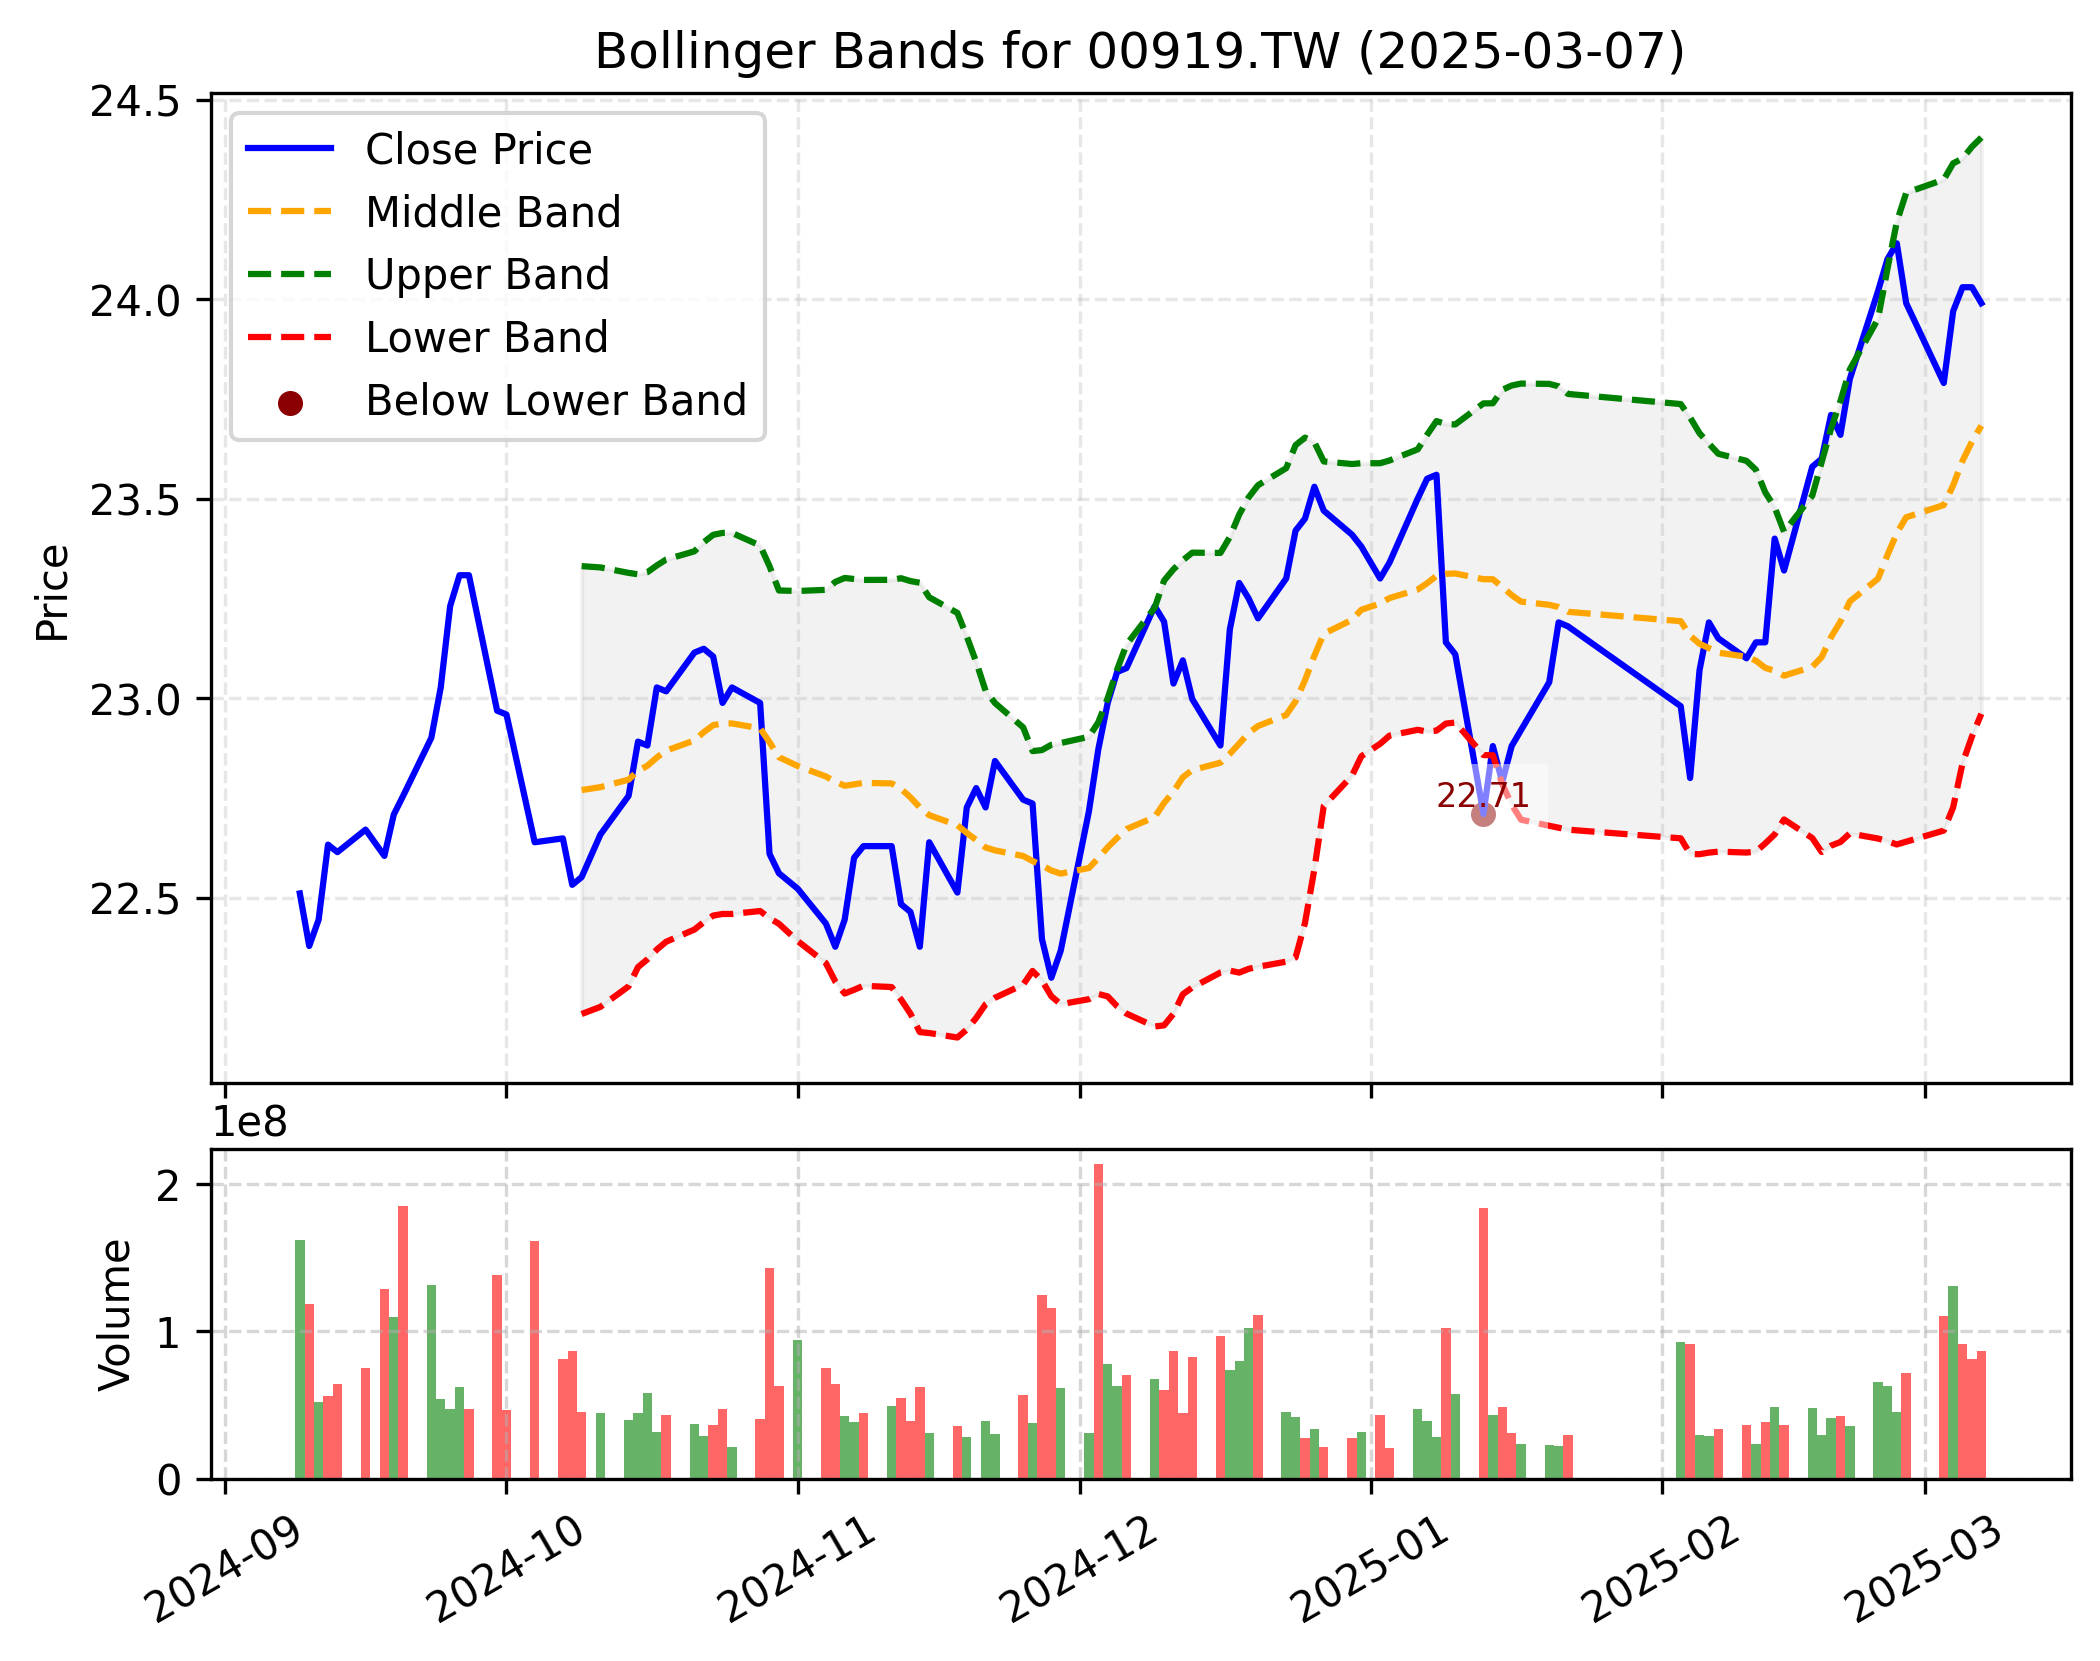 Bollinger Bands for 00919.TW (2025-03-07)
24.5
24.0
23.5
23.0
22.5
Price
Close Price
Middle Band
Upper Band
Lower Band
Below Lower Band
22.71
1e8
2
1
0
Volume
2024-09
2024-10
2024-11
2024-12
2025-01
2025-02
2025-03